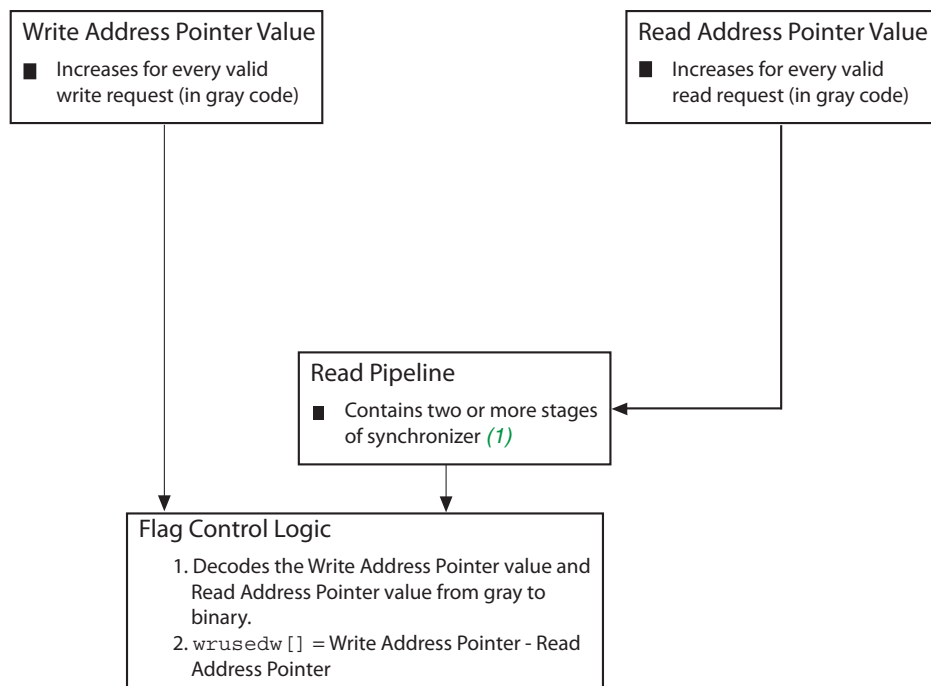 Write Address Pointer Value
■ Increases for every valid
write request (in gray code)
Read Address Pointer Value
■ Increases for every valid
read request (in gray code)
Read Pipeline
■ Contains two or more stages
of synchronizer (1)
Flag Control Logic
1. Decodes the Write Address Pointer value and
Read Address Pointer value from gray to
binary.
2. wrusedw[] = Write Address Pointer - Read
Address Pointer